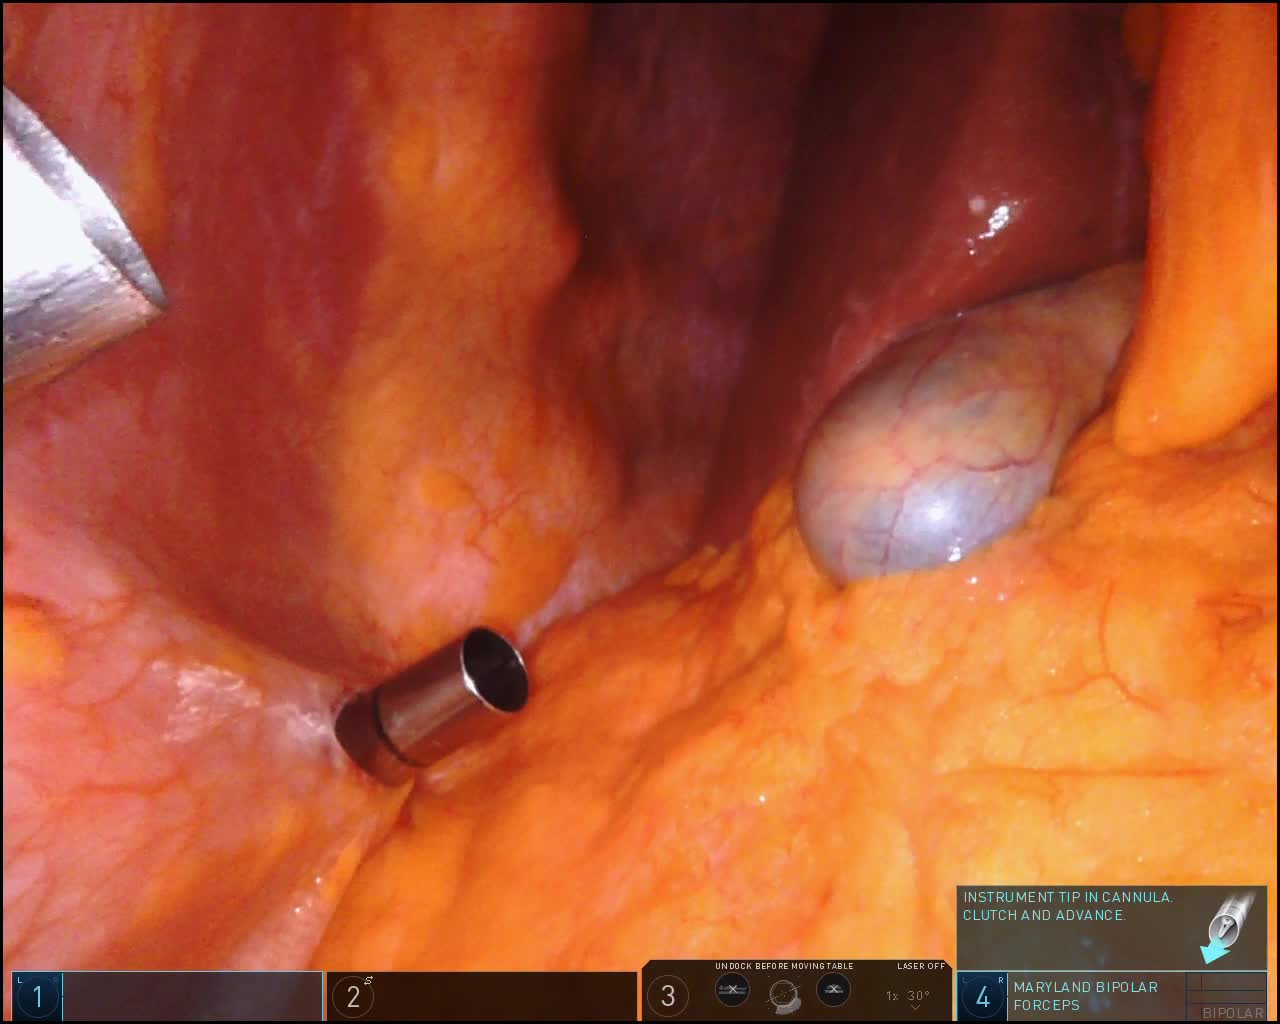 INSTRUMENT TIP IN CANNULA.
CLUTCH AND ADVANCE.
UNDOCK BEFORE MOVING TABLE
LASER OFF
L R
1
2
3
1x 30°
R
4
MARYLAND BIPOLAR
FORCEPS
BIPOLAR